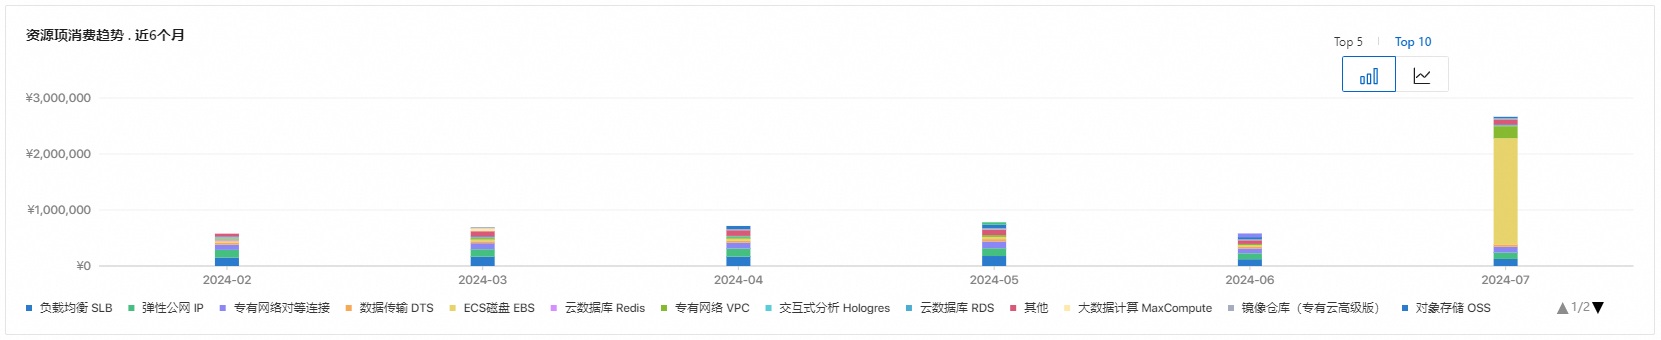 资源项消费趋势 . 近6个月
Top 5 | Top 10
¥3,000,000
¥2,000,000
¥1,000,000
¥0
2024-02 2024-03 2024-04 2024-05 2024-06 2024-07
负载均衡 SLB 弹性公网 IP 专有网络对等连接 数据传输 DTS ECS磁盘 EBS 云数据库 Redis 专有网络 VPC 交互式分析 Hologres 云数据库 RDS 其他 大数据计算 MaxCompute 镜像仓库（专有云高级版） 对象存储 OSS ▲1/2▼